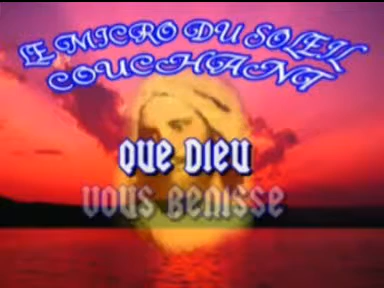 LE MICRO DU SOLEIL
COUCHANT
QUE DIEU
VOUS BENISSE